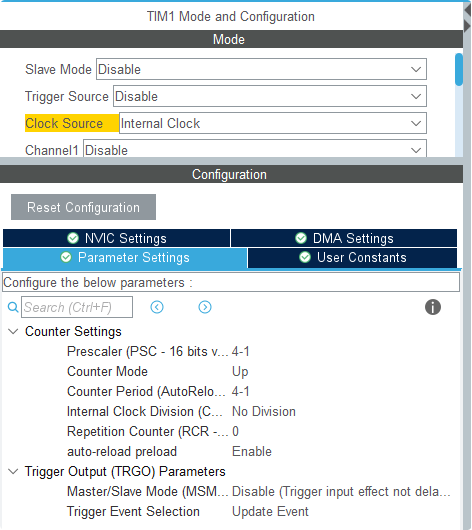 TIM1 Mode and Configuration
Mode
Slave Mode Disable
Trigger Source Disable
Clock Source Internal Clock
Channel1 Disable
Configuration
Reset Configuration
NVIC Settings DMA Settings
Parameter Settings User Constants
Configure the below parameters :
Search (Ctrl+F)
Counter Settings
Prescaler (PSC - 16 bits v... 4-1
Counter Mode Up
Counter Period (AutoRelo... 4-1
Internal Clock Division (C... No Division
Repetition Counter (RCR -... 0
auto-reload preload Enable
Trigger Output (TRGO) Parameters
Master/Slave Mode (MSM... Disable (Trigger input effect not dela...
Trigger Event Selection Update Event